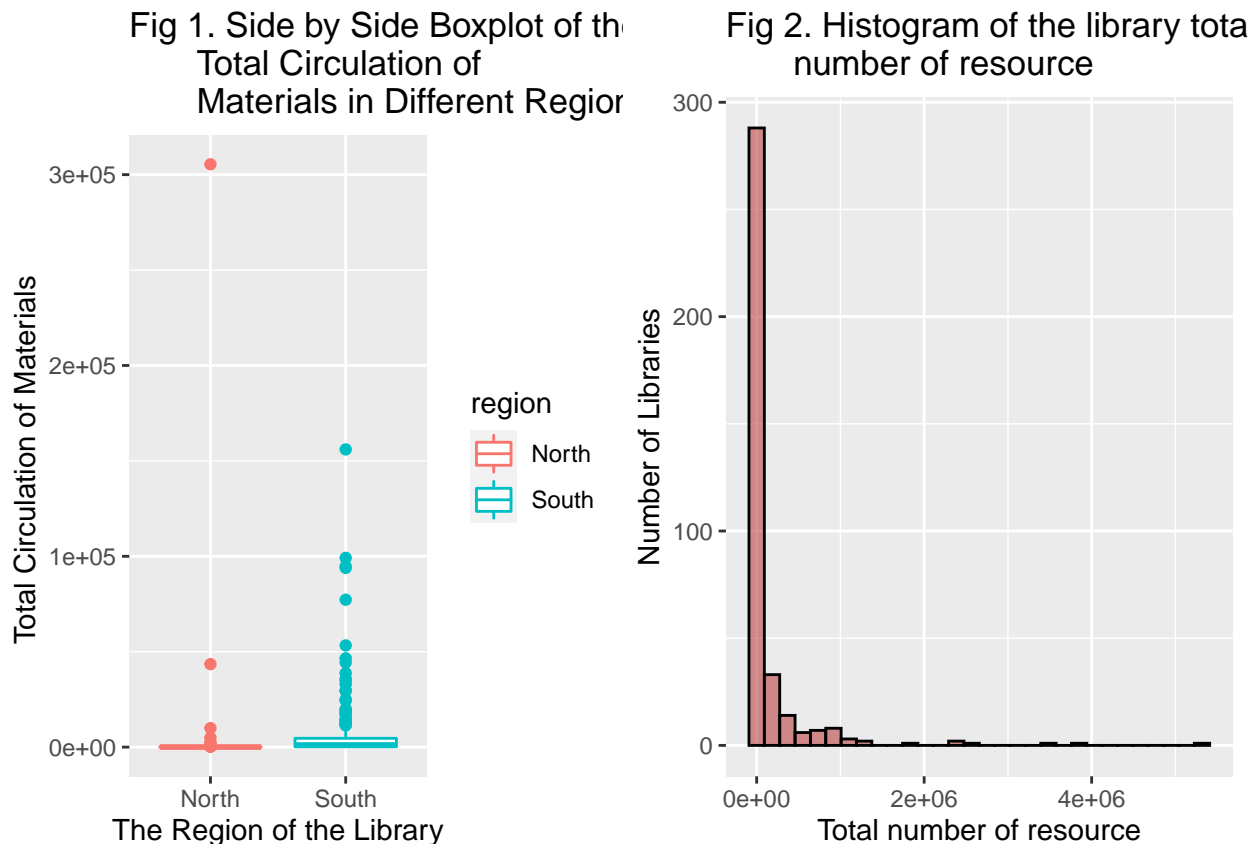 Fig 1. Side by Side Boxplot of the
Total Circulation of
Materials in Different Region
3e+05
2e+05
1e+05
0e+00
Total Circulation of Materials
North
South
The Region of the Library
region
North
South
Fig 2. Histogram of the library tota
number of resource
300
200
100
0
Number of Libraries
0e+00
2e+06
4e+06
Total number of resource